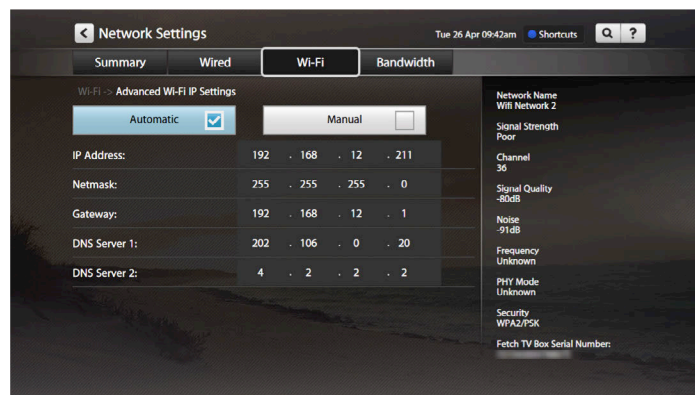 Network Settings
Tue 26 Apr 09:42am Shortcuts ?
Summary Wired Wi-Fi Bandwidth
Wi-Fi -> Advanced Wi-Fi IP Settings
Automatic Manual
IP Address: 192 . 168 . 12 . 211
Netmask: 255 . 255 . 255 . 0
Gateway: 192 . 168 . 12 . 1
DNS Server 1: 202 . 106 . 0 . 20
DNS Server 2: 4 . 2 . 2 . 2
Network Name
Wifi Network 2
Signal Strength
Poor
Channel
36
Signal Quality
-80dB
Noise
-91dB
Frequency
Unknown
PHY Mode
Unknown
Security
WPA2/PSK
Fetch TV Box Serial Number: